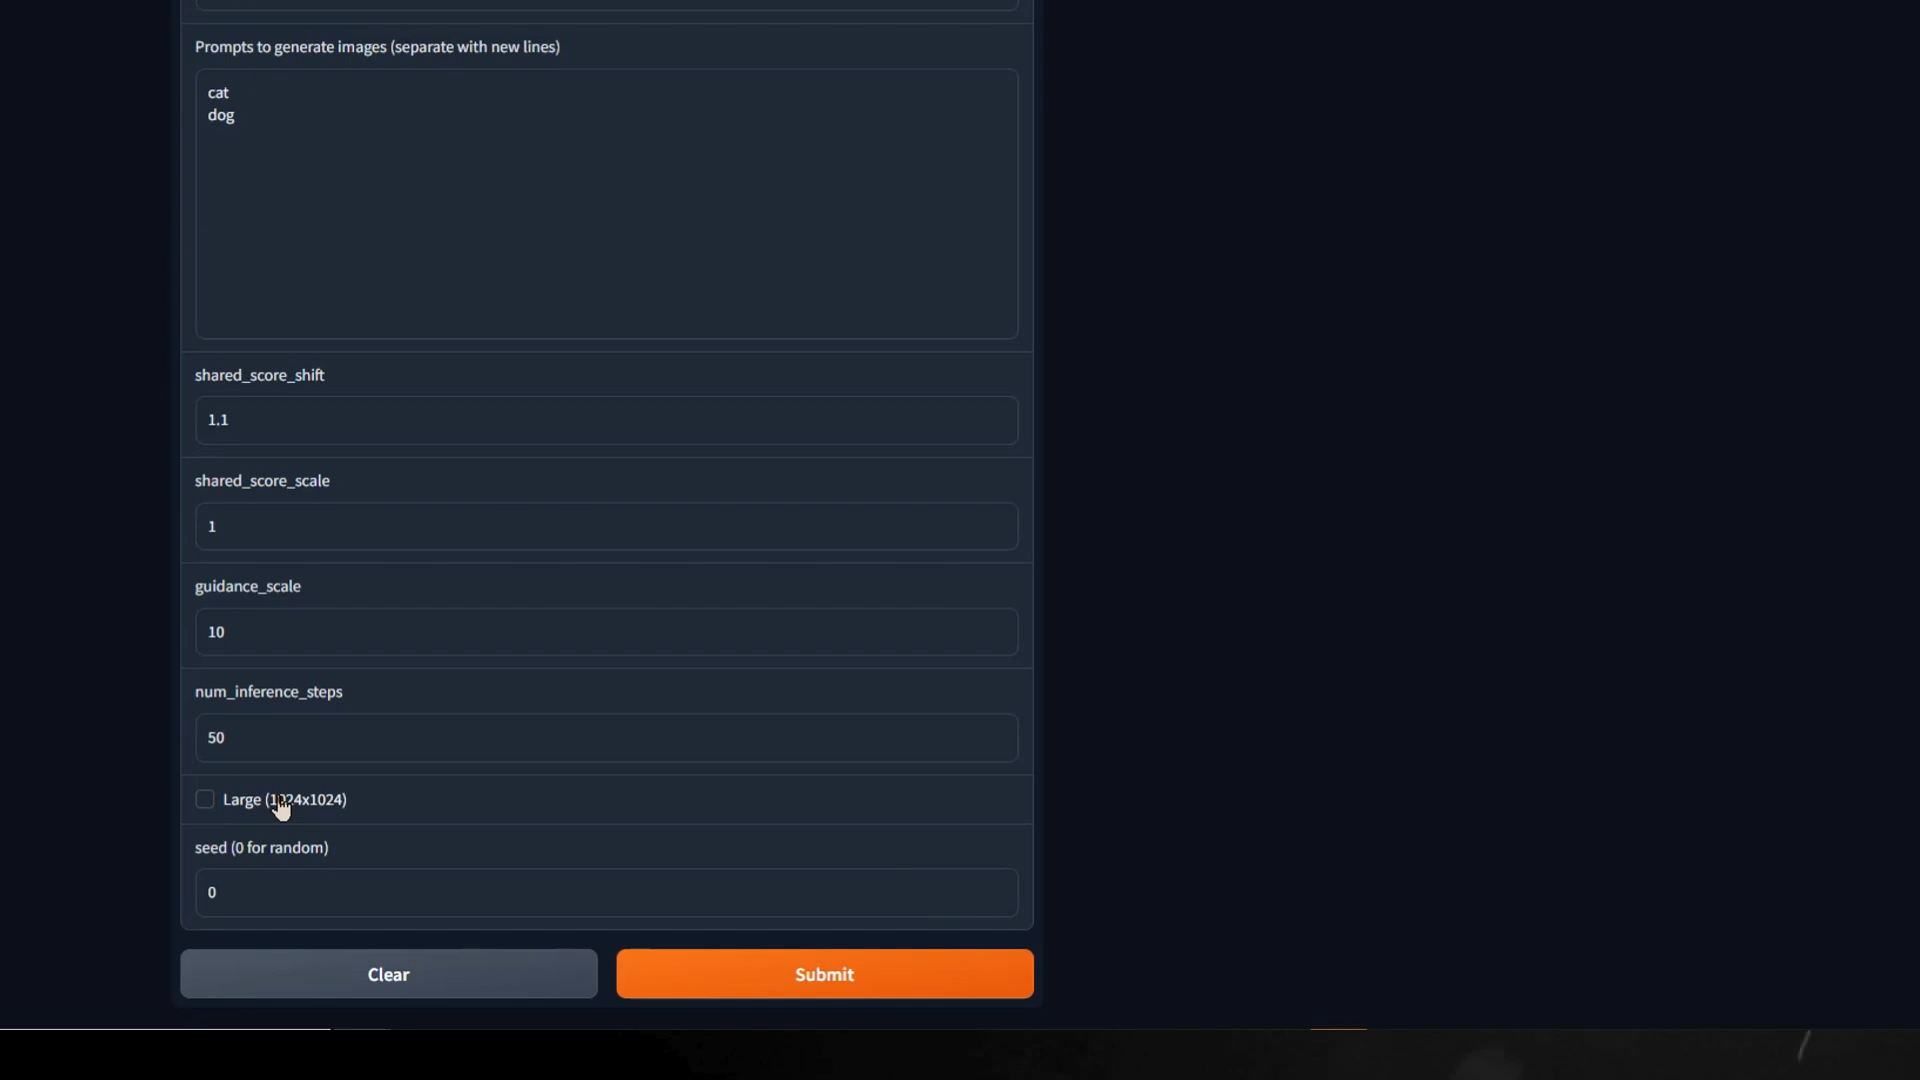 Prompts to generate images (separate with new lines)
cat
dog
shared_score_shift
1.1
shared_score_scale
1
guidance_scale
10
num_inference_steps
50
Large (1024x1024)
seed (0 for random)
0
Clear
Submit